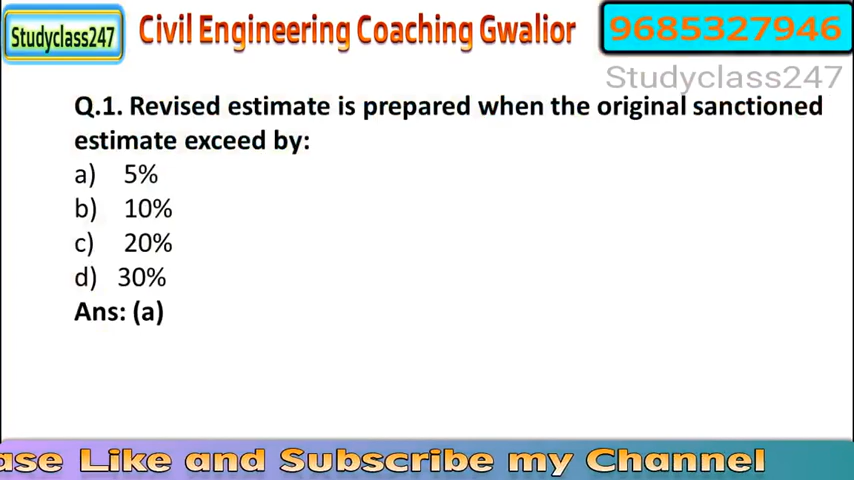 Studyclass247
Civil Engineering Coaching Gwalior
9685327946
Studyclass247
Q.1. Revised estimate is prepared when the original sanctioned
estimate exceed by:
a) 5%
b) 10%
c) 20%
d) 30%
Ans: (a)
ase Like and Subscribe my Channel